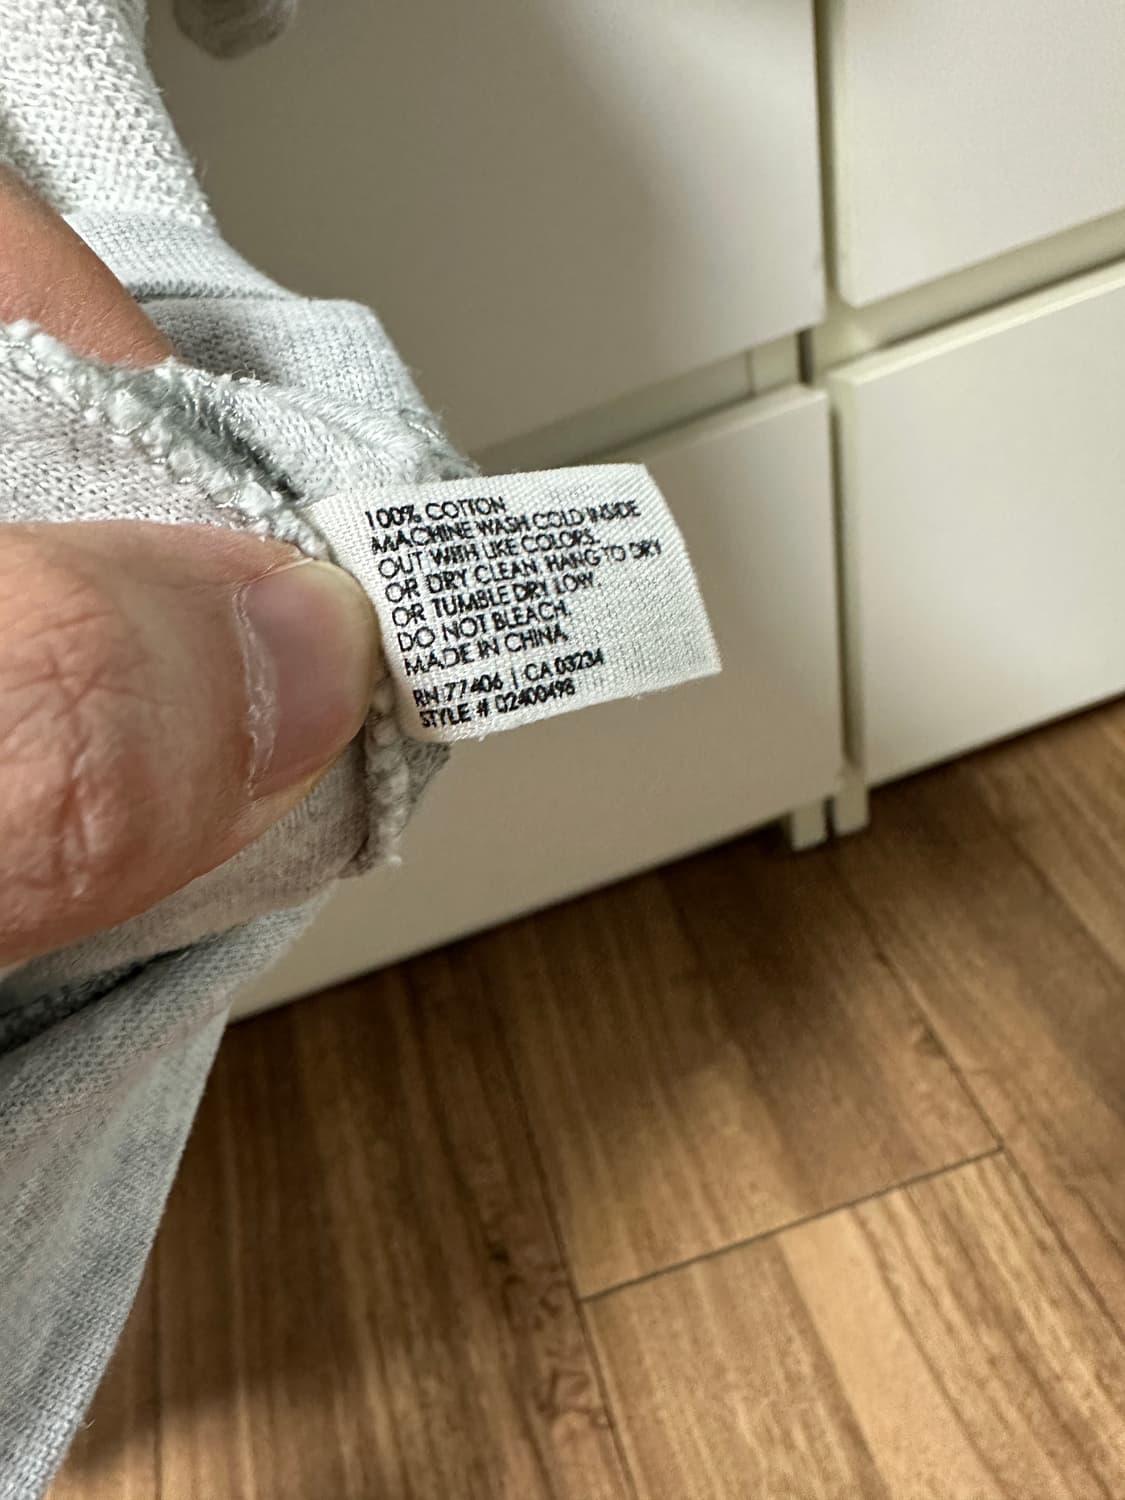 100% COTTON
MACHINE WASH COLD INSIDE
OUT WITH LIKE COLORS.
OR DRY CLEAN. HANG TO DRY
OR TUMBLE DRY LOW.
DO NOT BLEACH.
MADE IN CHINA
RN 77406 | CA 03234
STYLE # 02400498